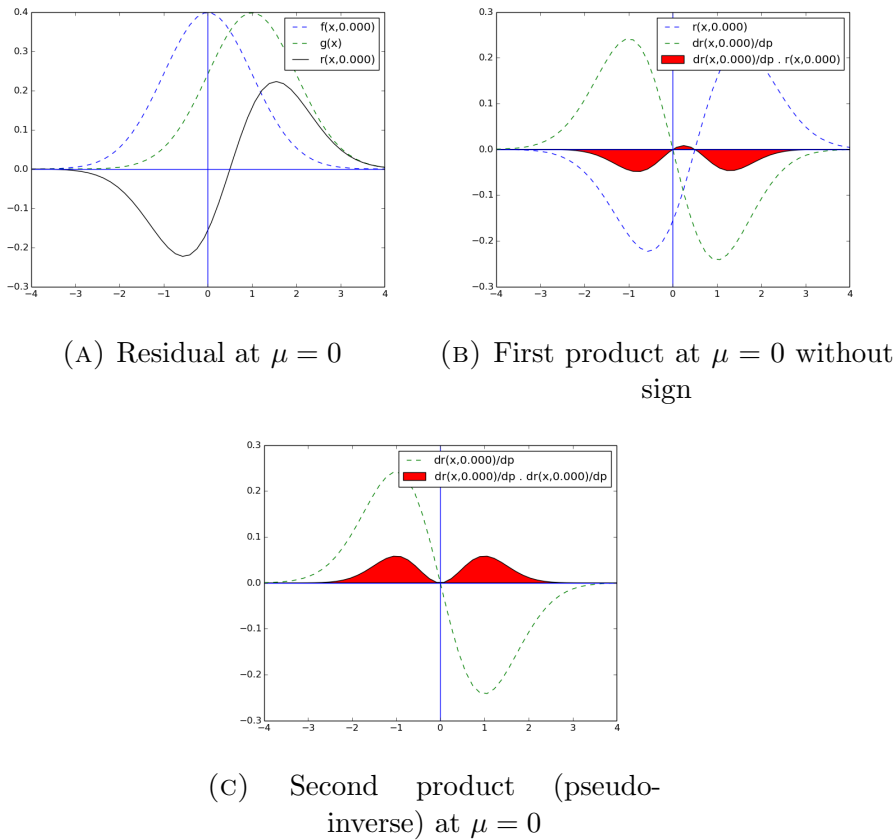 0.4
0.3
0.2
0.1
0.0
−0.1
−0.2
−0.3
−4 −3 −2 −1 0 1 2 3 4
f(x,0.000)
g(x)
r(x,0.000)
(A) Residual at μ = 0
0.3
0.2
0.1
0.0
−0.1
−0.2
−0.3
−4 −3 −2 −1 0 1 2 3 4
r(x,0.000)
dr(x,0.000)/dp
dr(x,0.000)/dp . r(x,0.000)
(B) First product at μ = 0 without
sign
0.3
0.2
0.1
0.0
−0.1
−0.2
−0.3
−4 −3 −2 −1 0 1 2 3 4
dr(x,0.000)/dp
dr(x,0.000)/dp . dr(x,0.000)/dp
(C) Second product (pseudo-
inverse) at μ = 0